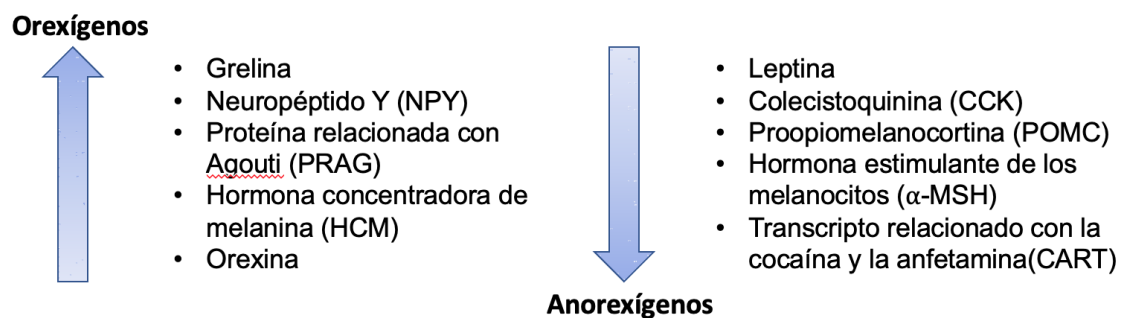 Orexígenos
• Grelina
• Neuropéptido Y (NPY)
• Proteína relacionada con
Agouti (PRAG)
• Hormona concentradora de
melanina (HCM)
• Orexina
• Leptina
• Colecistoquinina (CCK)
• Proopiomelanocortina (POMC)
• Hormona estimulante de los
melanocitos (α-MSH)
• Transcripto relacionado con la
cocaína y la anfetamina(CART)
Anorexígenos